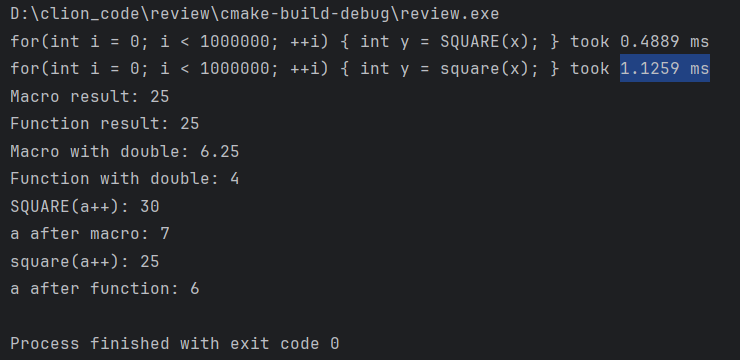 D:\clion_code\review\cmake-build-debug\review.exe
for(int i = 0; i < 1000000; ++i) { int y = SQUARE(x); } took 0.4889 ms
for(int i = 0; i < 1000000; ++i) { int y = square(x); } took 1.1259 ms
Macro result: 25
Function result: 25
Macro with double: 6.25
Function with double: 4
SQUARE(a++): 30
a after macro: 7
square(a++): 25
a after function: 6
Process finished with exit code 0